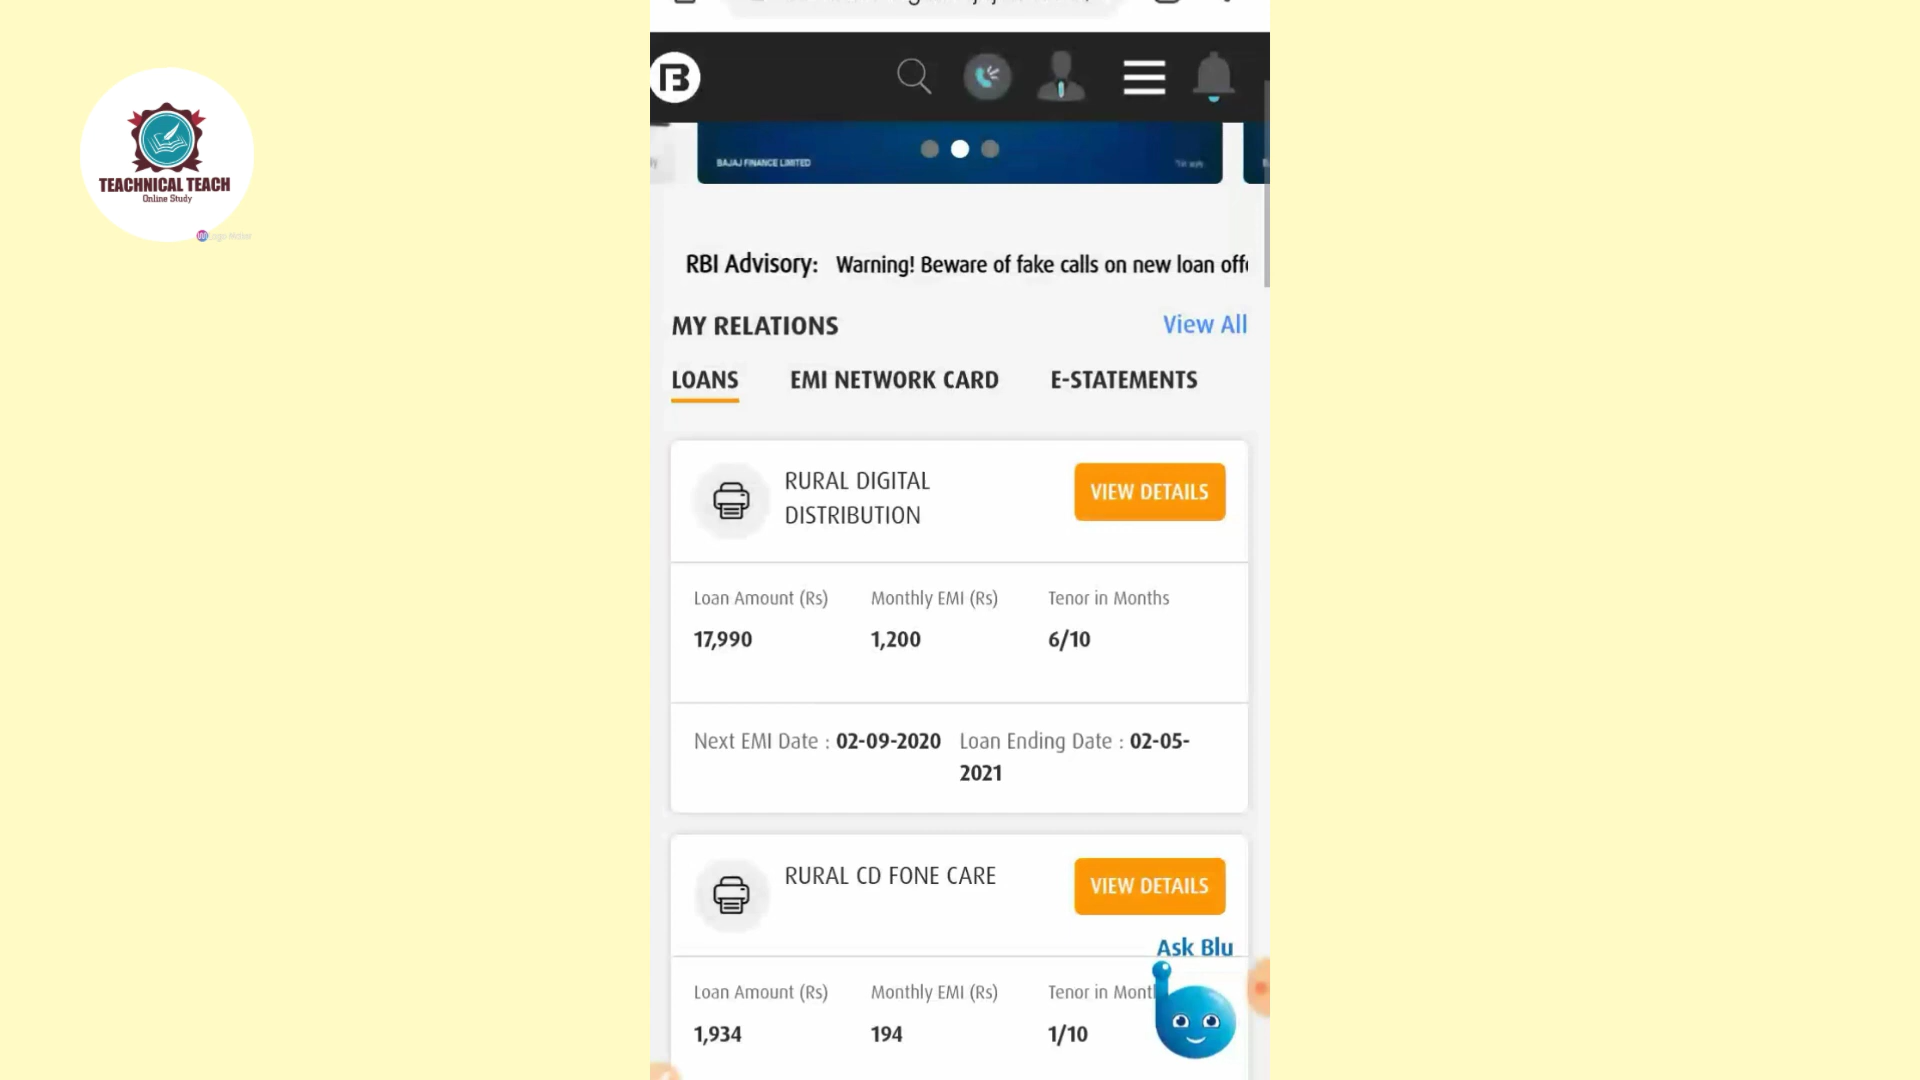 TEACHNICAL TEACH
Online Study
Logo Maker
BAJAJ FINANCE LIMITED
RBI Advisory: Warning! Beware of fake calls on new loan offe
MY RELATIONS
View All
LOANS
EMI NETWORK CARD
E-STATEMENTS
RURAL DIGITAL
DISTRIBUTION
VIEW DETAILS
Loan Amount (Rs) Monthly EMI (Rs) Tenor in Months
17,990 1,200 6/10
Next EMI Date : 02-09-2020 Loan Ending Date : 02-05-
2021
RURAL CD FONE CARE
VIEW DETAILS
Ask Blu
Loan Amount (Rs) Monthly EMI (Rs) Tenor in Mont
1,934 194 1/10